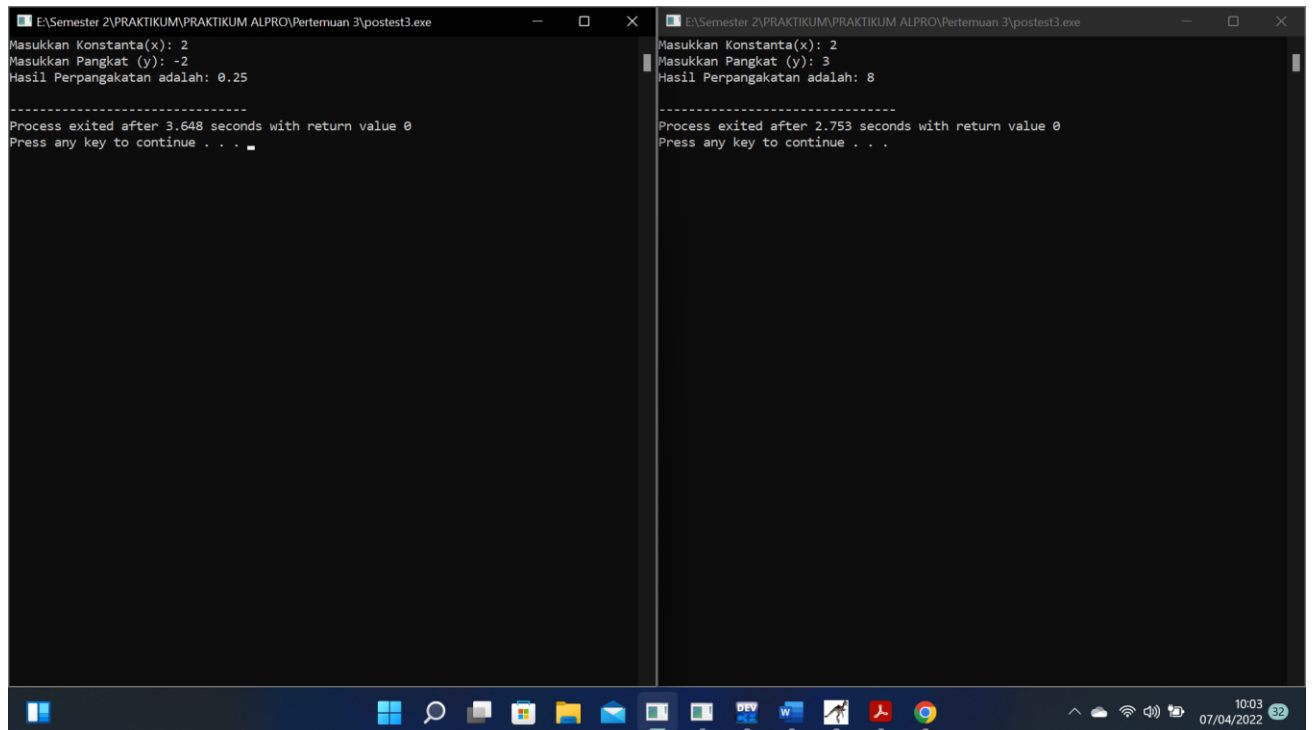 E:\Semester 2\PRAKTIKUM\PRAKTIKUM ALPRO\Pertemuan 3\postest3.exe
Masukkan Konstanta(x): 2
Masukkan Pangkat (y): -2
Hasil Perpangakatan adalah: 0.25
--------------------------------
Process exited after 3.648 seconds with return value 0
Press any key to continue . . .
E:\Semester 2\PRAKTIKUM\PRAKTIKUM ALPRO\Pertemuan 3\postest3.exe
Masukkan Konstanta(x): 2
Masukkan Pangkat (y): 3
Hasil Perpangakatan adalah: 8
--------------------------------
Process exited after 2.753 seconds with return value 0
Press any key to continue . . .
DEV
W
10:03
07/04/2022
32